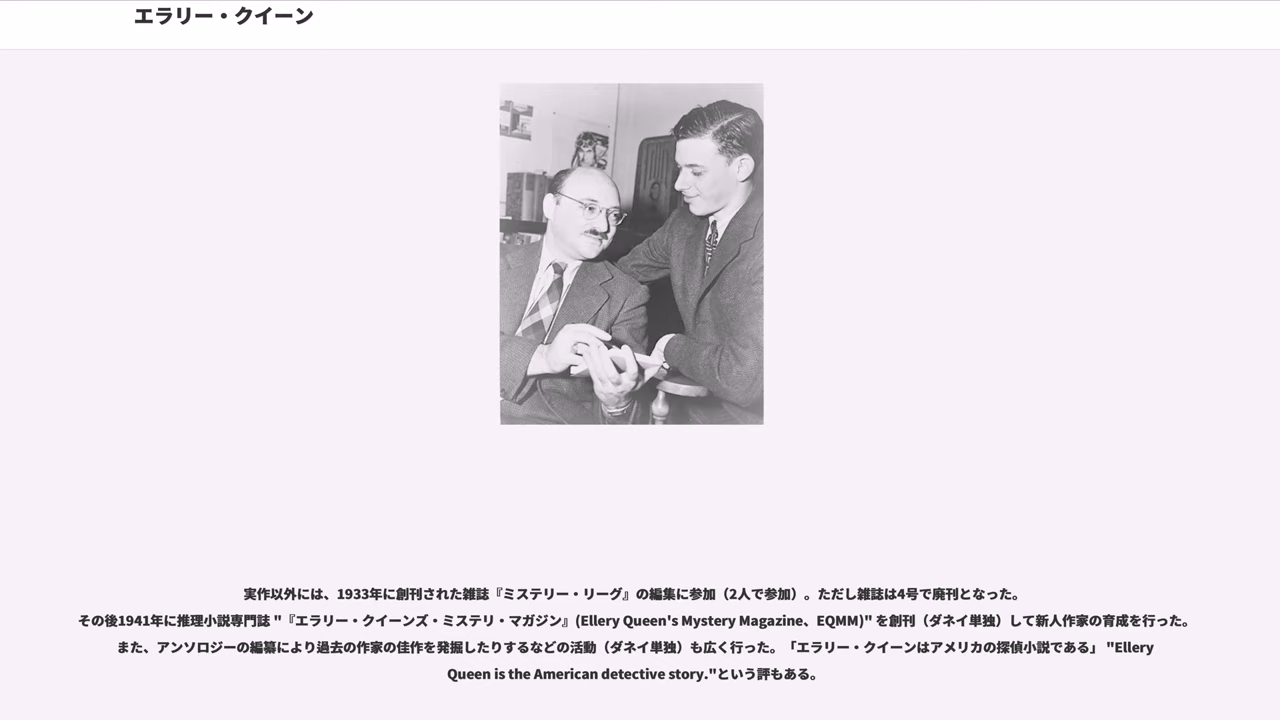 エラリー・クイーン
実作以外には、1933年に創刊された雑誌『ミステリー・リーグ』の編集に参加（2人で参加）。ただし雑誌は4号で廃刊となった。
その後1941年に推理小説専門誌 "『エラリー・クイーンズ・ミステリ・マガジン』(Ellery Queen's Mystery Magazine、EQMM)" を創刊（ダネイ単独）して新人作家の育成を行った。
また、アンソロジーの編纂により過去の作家の佳作を発掘したりするなどの活動（ダネイ単独）も広く行った。「エラリー・クイーンはアメリカの探偵小説である」 "Ellery
Queen is the American detective story."という評もある。